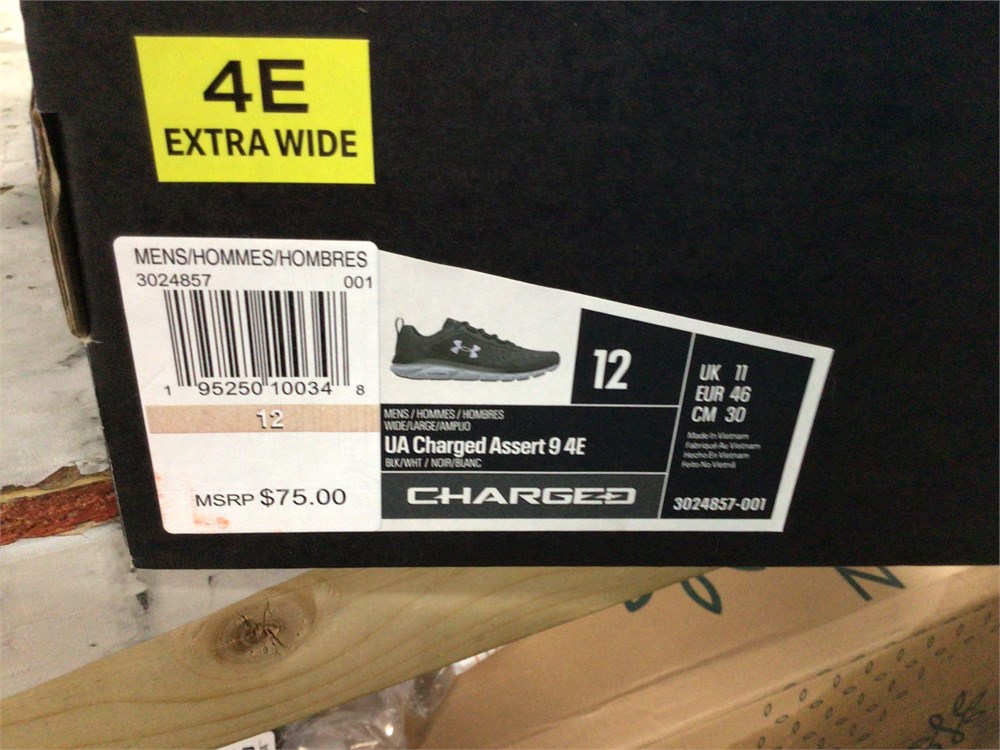 4E
EXTRA WIDE
MENS/HOMMES/HOMBRES
3024857 001
1 95250 10034 8
12
MSRP $75.00
12
UK 11
EUR 46
CM 30
Made In Vietnam
Fabriqué Au Vietnam
Hecho En Vietnam
Feito No Vietnã
MENS / HOMMES / HOMBRES
WIDE/LARGE/AMPLIO
UA Charged Assert 9 4E
BLK/WHT / NOIR/BLANC
CHARGED
3024857-001